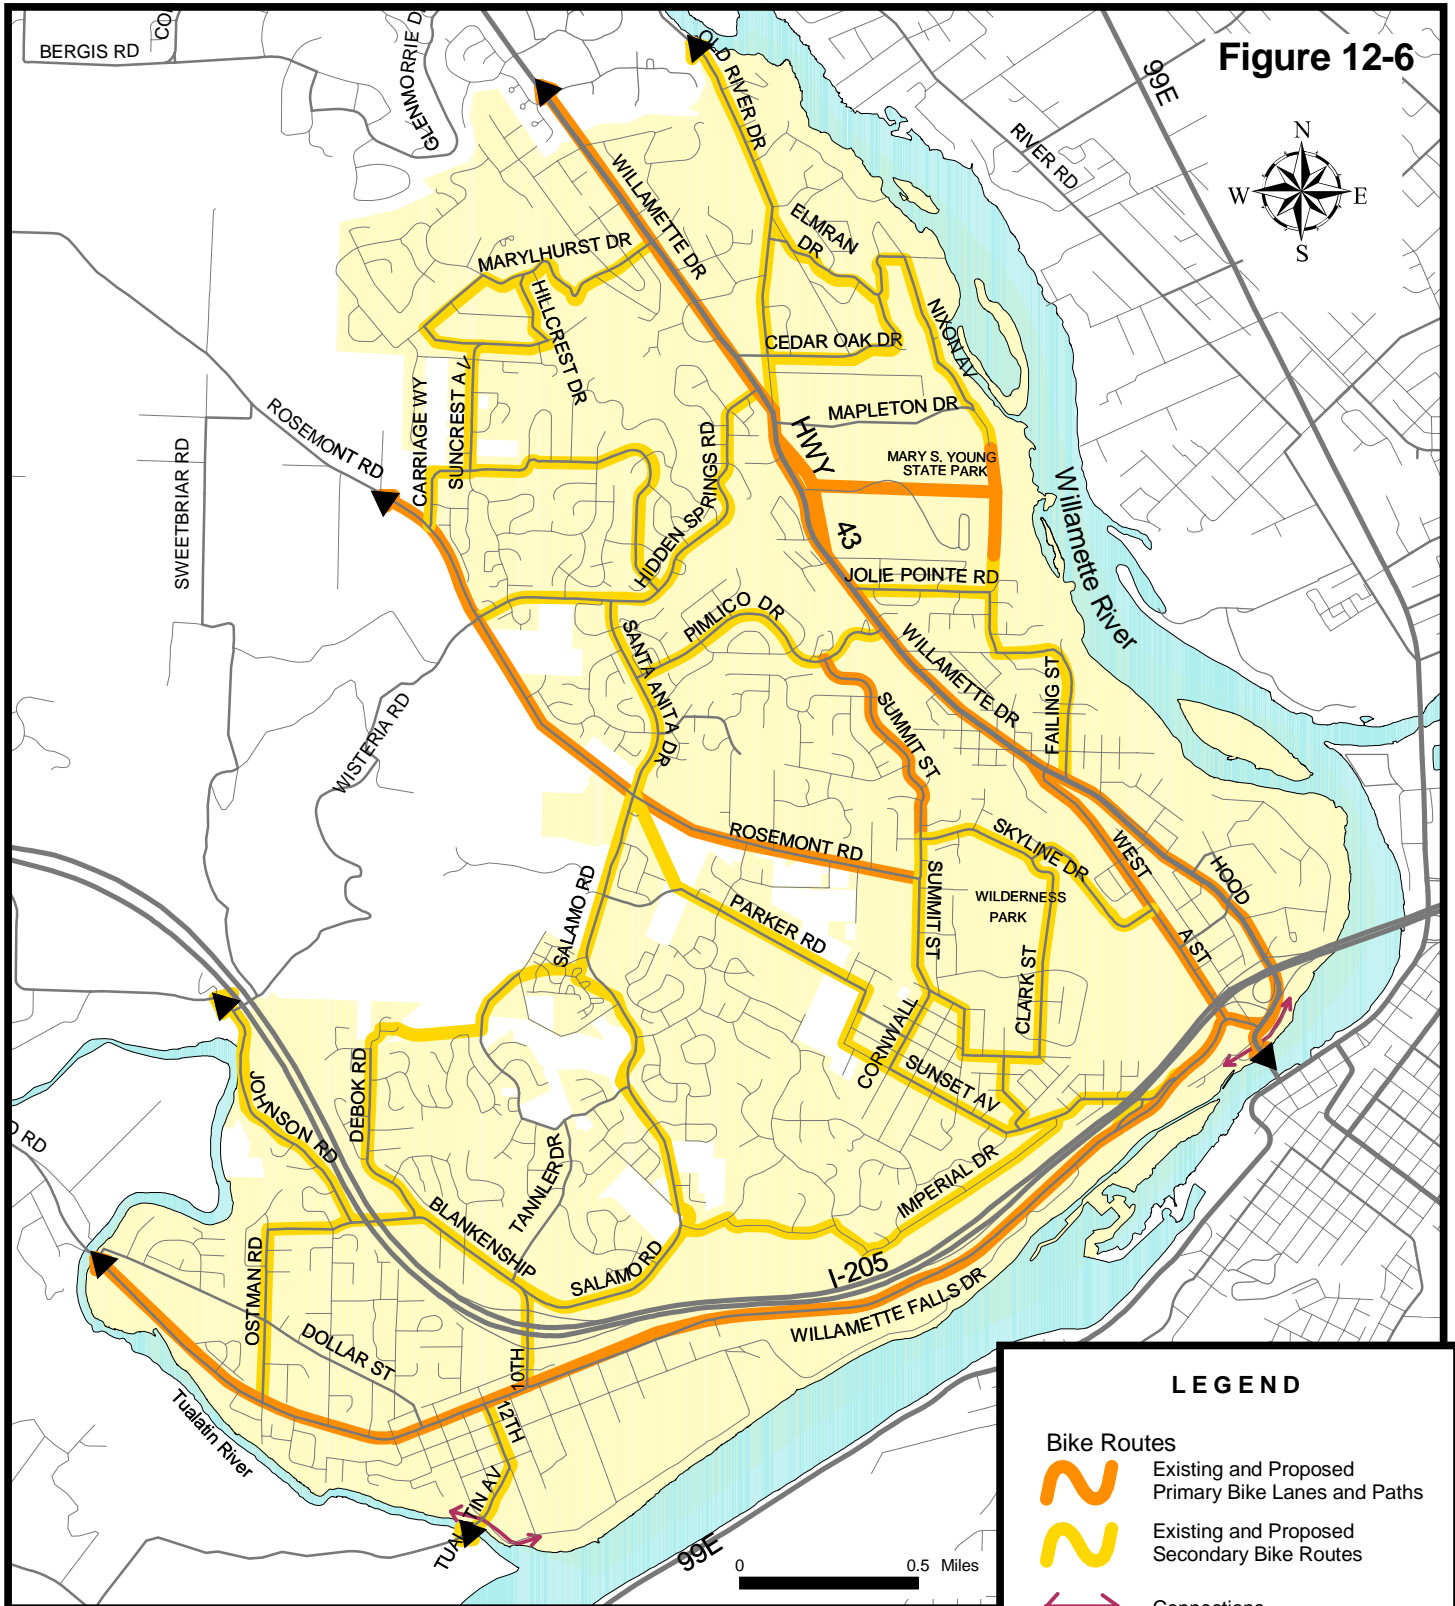 Figure 12-6
BERGIS RD
GLENMORRIE D
OLD RIVER DR
99E
RIVER RD
N
W E
S
WILLAMETTE DR
ELMRAN
DR
MARYLHURST DR
HILLCREST DR
NIXON AV
CEDAR OAK DR
CARRIAGE WY
SUNCREST AV
MAPLETON DR
ROSEMONT RD
SWEETBRIAR RD
HIDDEN SPRINGS RD
HWY
43
MARY S. YOUNG
STATE PARK
Willamette River
JOLIE POINTE RD
PIMLICO DR
SANTA ANITA DR
WILLAMETTE DR
FAILING ST
SUMMIT ST
WISTERIA RD
ROSEMONT RD
SKYLINE DR
WEST
A ST
HOOD
SALAMO RD
PARKER RD
SUMMIT ST
WILDERNESS
PARK
CLARK ST
CORNWALL
SUNSET AV
DEBOK RD
JOHNSON RD
D RD
TANNLER DR
BLANKENSHIP
IMPERIAL DR
SALAMO RD
I-205
OSTMAN RD
DOLLAR ST
WILLAMETTE FALLS DR
10TH
12TH
Tualatin River
99E
0 0.5 Miles
LEGEND
Bike Routes
Existing and Proposed
Primary Bike Lanes and Paths
Existing and Proposed
Secondary Bike Routes